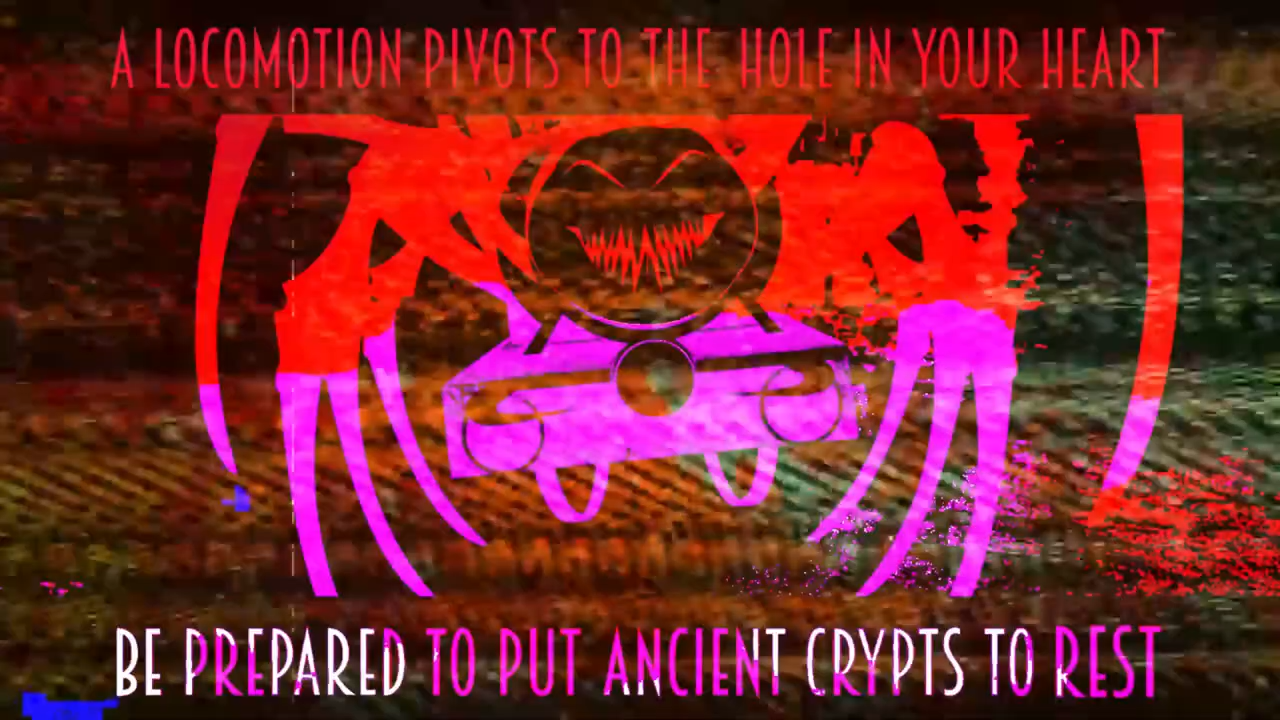 A LOCOMOTION PIVOTS TO THE HOLE IN YOUR HEART
BE PREPARED TO PUT ANCIENT CRYPTS TO REST